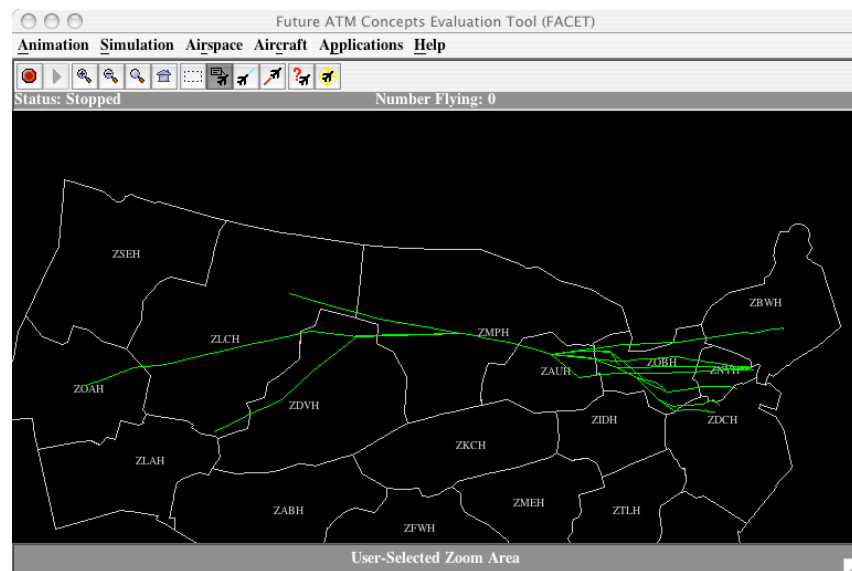 Future ATM Concepts Evaluation Tool (FACET)
Animation Simulation Airspace Aircraft Applications Help
Status: Stopped Number Flying: 0
ZSEH
ZBWH
ZLCH ZMPH
ZOBH
ZOAH ZAUH ZNYH
ZDVH
ZIDH ZDCH
ZKCH
ZLAH
ZABH ZMEH ZTLH
ZFWH
User-Selected Zoom Area